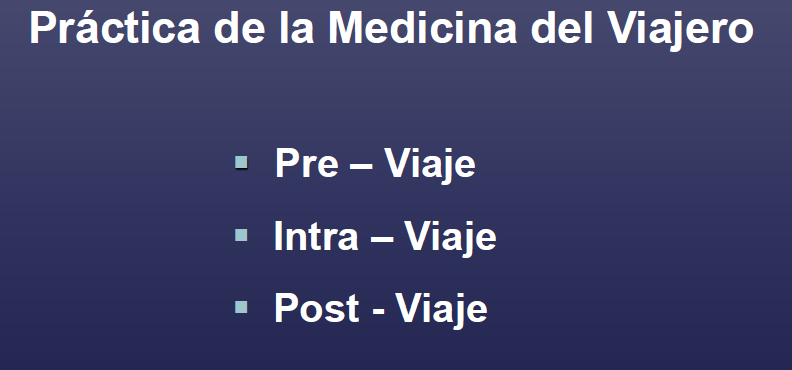 Práctica de la Medicina del Viajero
▪ Pre – Viaje
▪ Intra – Viaje
▪ Post - Viaje